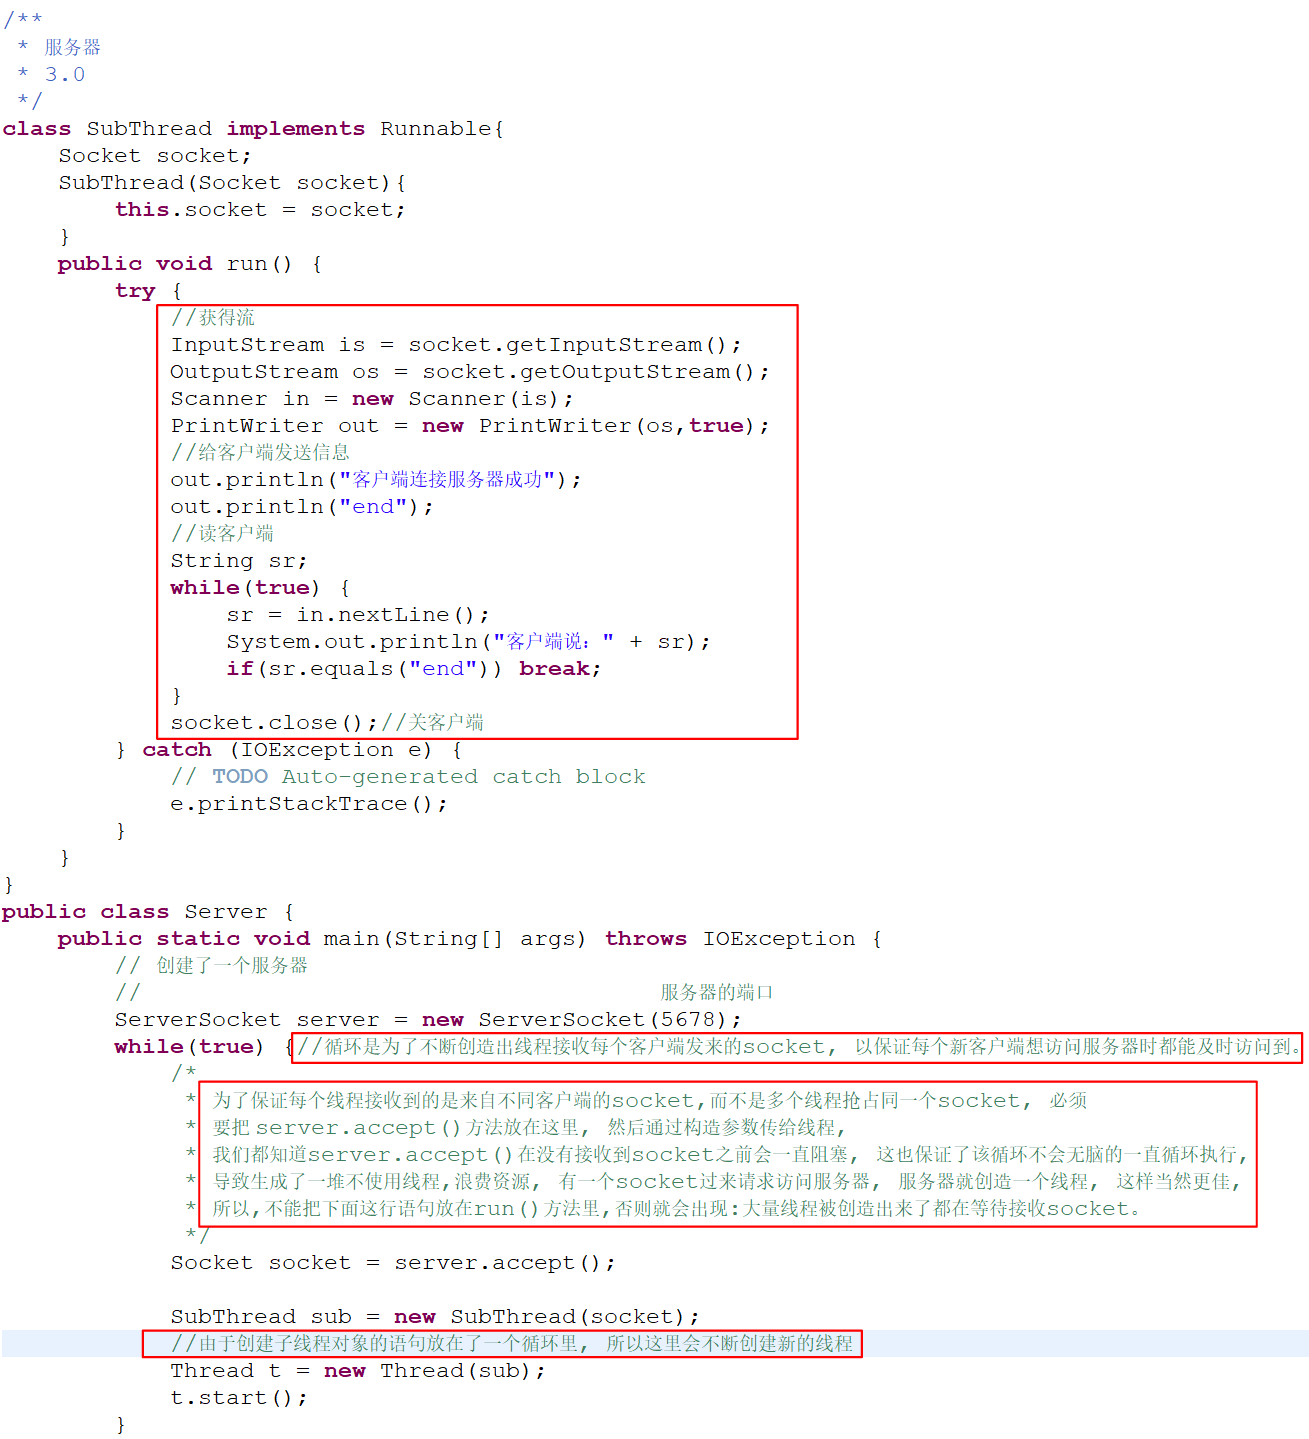 /**
 * 服务器
 * 3.0
 */
class SubThread implements Runnable{
    Socket socket;
    SubThread(Socket socket){
        this.socket = socket;
    }
    public void run() {
        try {
            //获得流
            InputStream is = socket.getInputStream();
            OutputStream os = socket.getOutputStream();
            Scanner in = new Scanner(is);
            PrintWriter out = new PrintWriter(os,true);
            //给客户端发送信息
            out.println("客户端连接服务器成功");
            out.println("end");
            //读客户端
            String sr;
            while(true) {
                sr = in.nextLine();
                System.out.println("客户端说：" + sr);
                if(sr.equals("end")) break;
            }
            socket.close();//关客户端
        } catch (IOException e) {
            // TODO Auto-generated catch block
            e.printStackTrace();
        }
    }
}
public class Server {
    public static void main(String[] args) throws IOException {
        // 创建了一个服务器
        //                                     服务器的端口
        ServerSocket server = new ServerSocket(5678);
        while(true) {//循环是为了不断创造出线程接收每个客户端发来的socket, 以保证每个新客户端想访问服务器时都能及时访问到。
            /*
             * 为了保证每个线程接收到的是来自不同客户端的socket,而不是多个线程抢占同一个socket, 必须
             * 要把 server.accept()方法放在这里, 然后通过构造参数传给线程,
             * 我们都知道server.accept()在没有接收到socket之前会一直阻塞, 这也保证了该循环不会无脑的一直循环执行,
             * 导致生成了一堆不使用线程,浪费资源, 有一个socket过来请求访问服务器, 服务器就创造一个线程, 这样当然更佳,
             * 所以,不能把下面这行语句放在run()方法里,否则就会出现:大量线程被创造出来了都在等待接收socket。
             */
            Socket socket = server.accept();
            SubThread sub = new SubThread(socket);
            //由于创建子线程对象的语句放在了一个循环里, 所以这里会不断创建新的线程
            Thread t = new Thread(sub);
            t.start();
        }